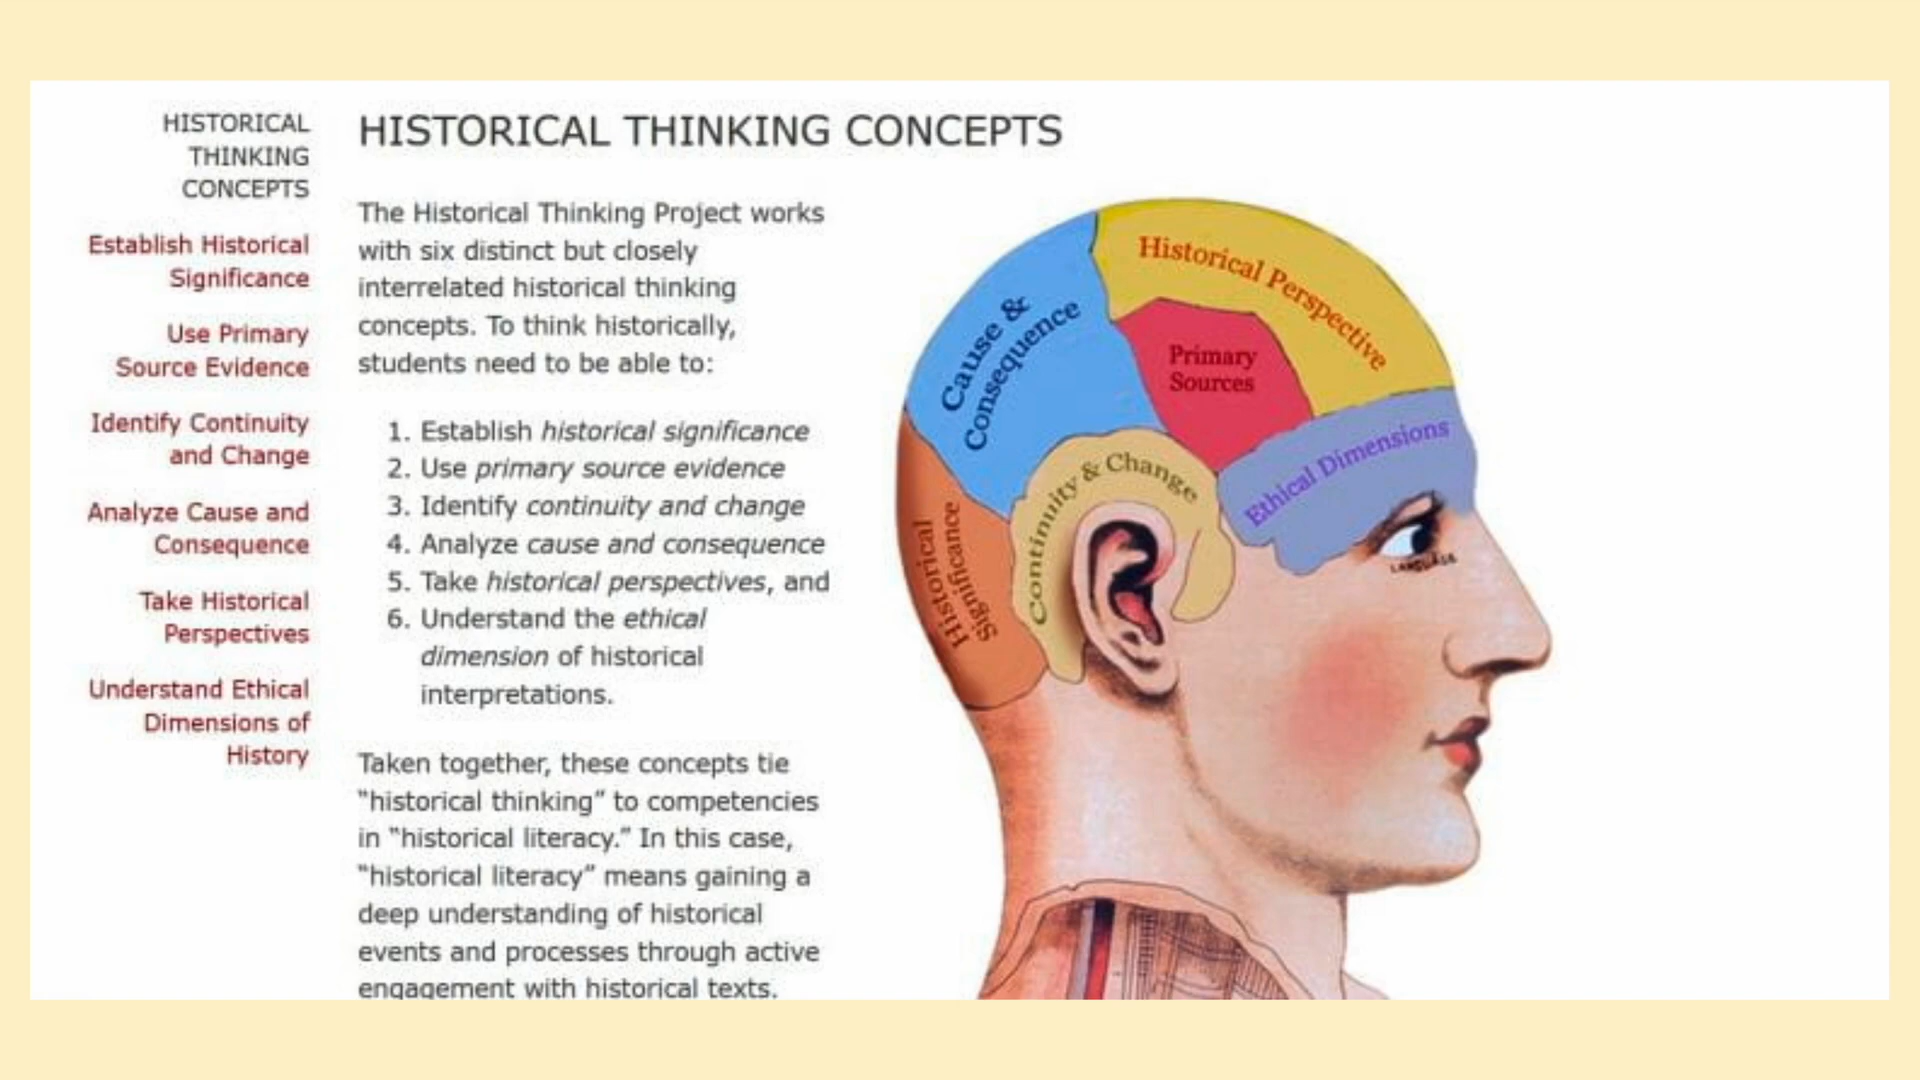 HISTORICAL
THINKING
CONCEPTS
Establish Historical
Significance
Use Primary
Source Evidence
Identify Continuity
and Change
Analyze Cause and
Consequence
Take Historical
Perspectives
Understand Ethical
Dimensions of
History
HISTORICAL THINKING CONCEPTS
The Historical Thinking Project works
with six distinct but closely
interrelated historical thinking
concepts. To think historically,
students need to be able to:
1. Establish historical significance
2. Use primary source evidence
3. Identify continuity and change
4. Analyze cause and consequence
5. Take historical perspectives, and
6. Understand the ethical
dimension of historical
interpretations.
Taken together, these concepts tie
“historical thinking” to competencies
in “historical literacy.” In this case,
“historical literacy” means gaining a
deep understanding of historical
events and processes through active
engagement with historical texts.
Historical Perspective
Cause &
Consequence
Primary
Sources
Ethical Dimensions
Continuity & Change
Historical
Significance
LANGUAGE